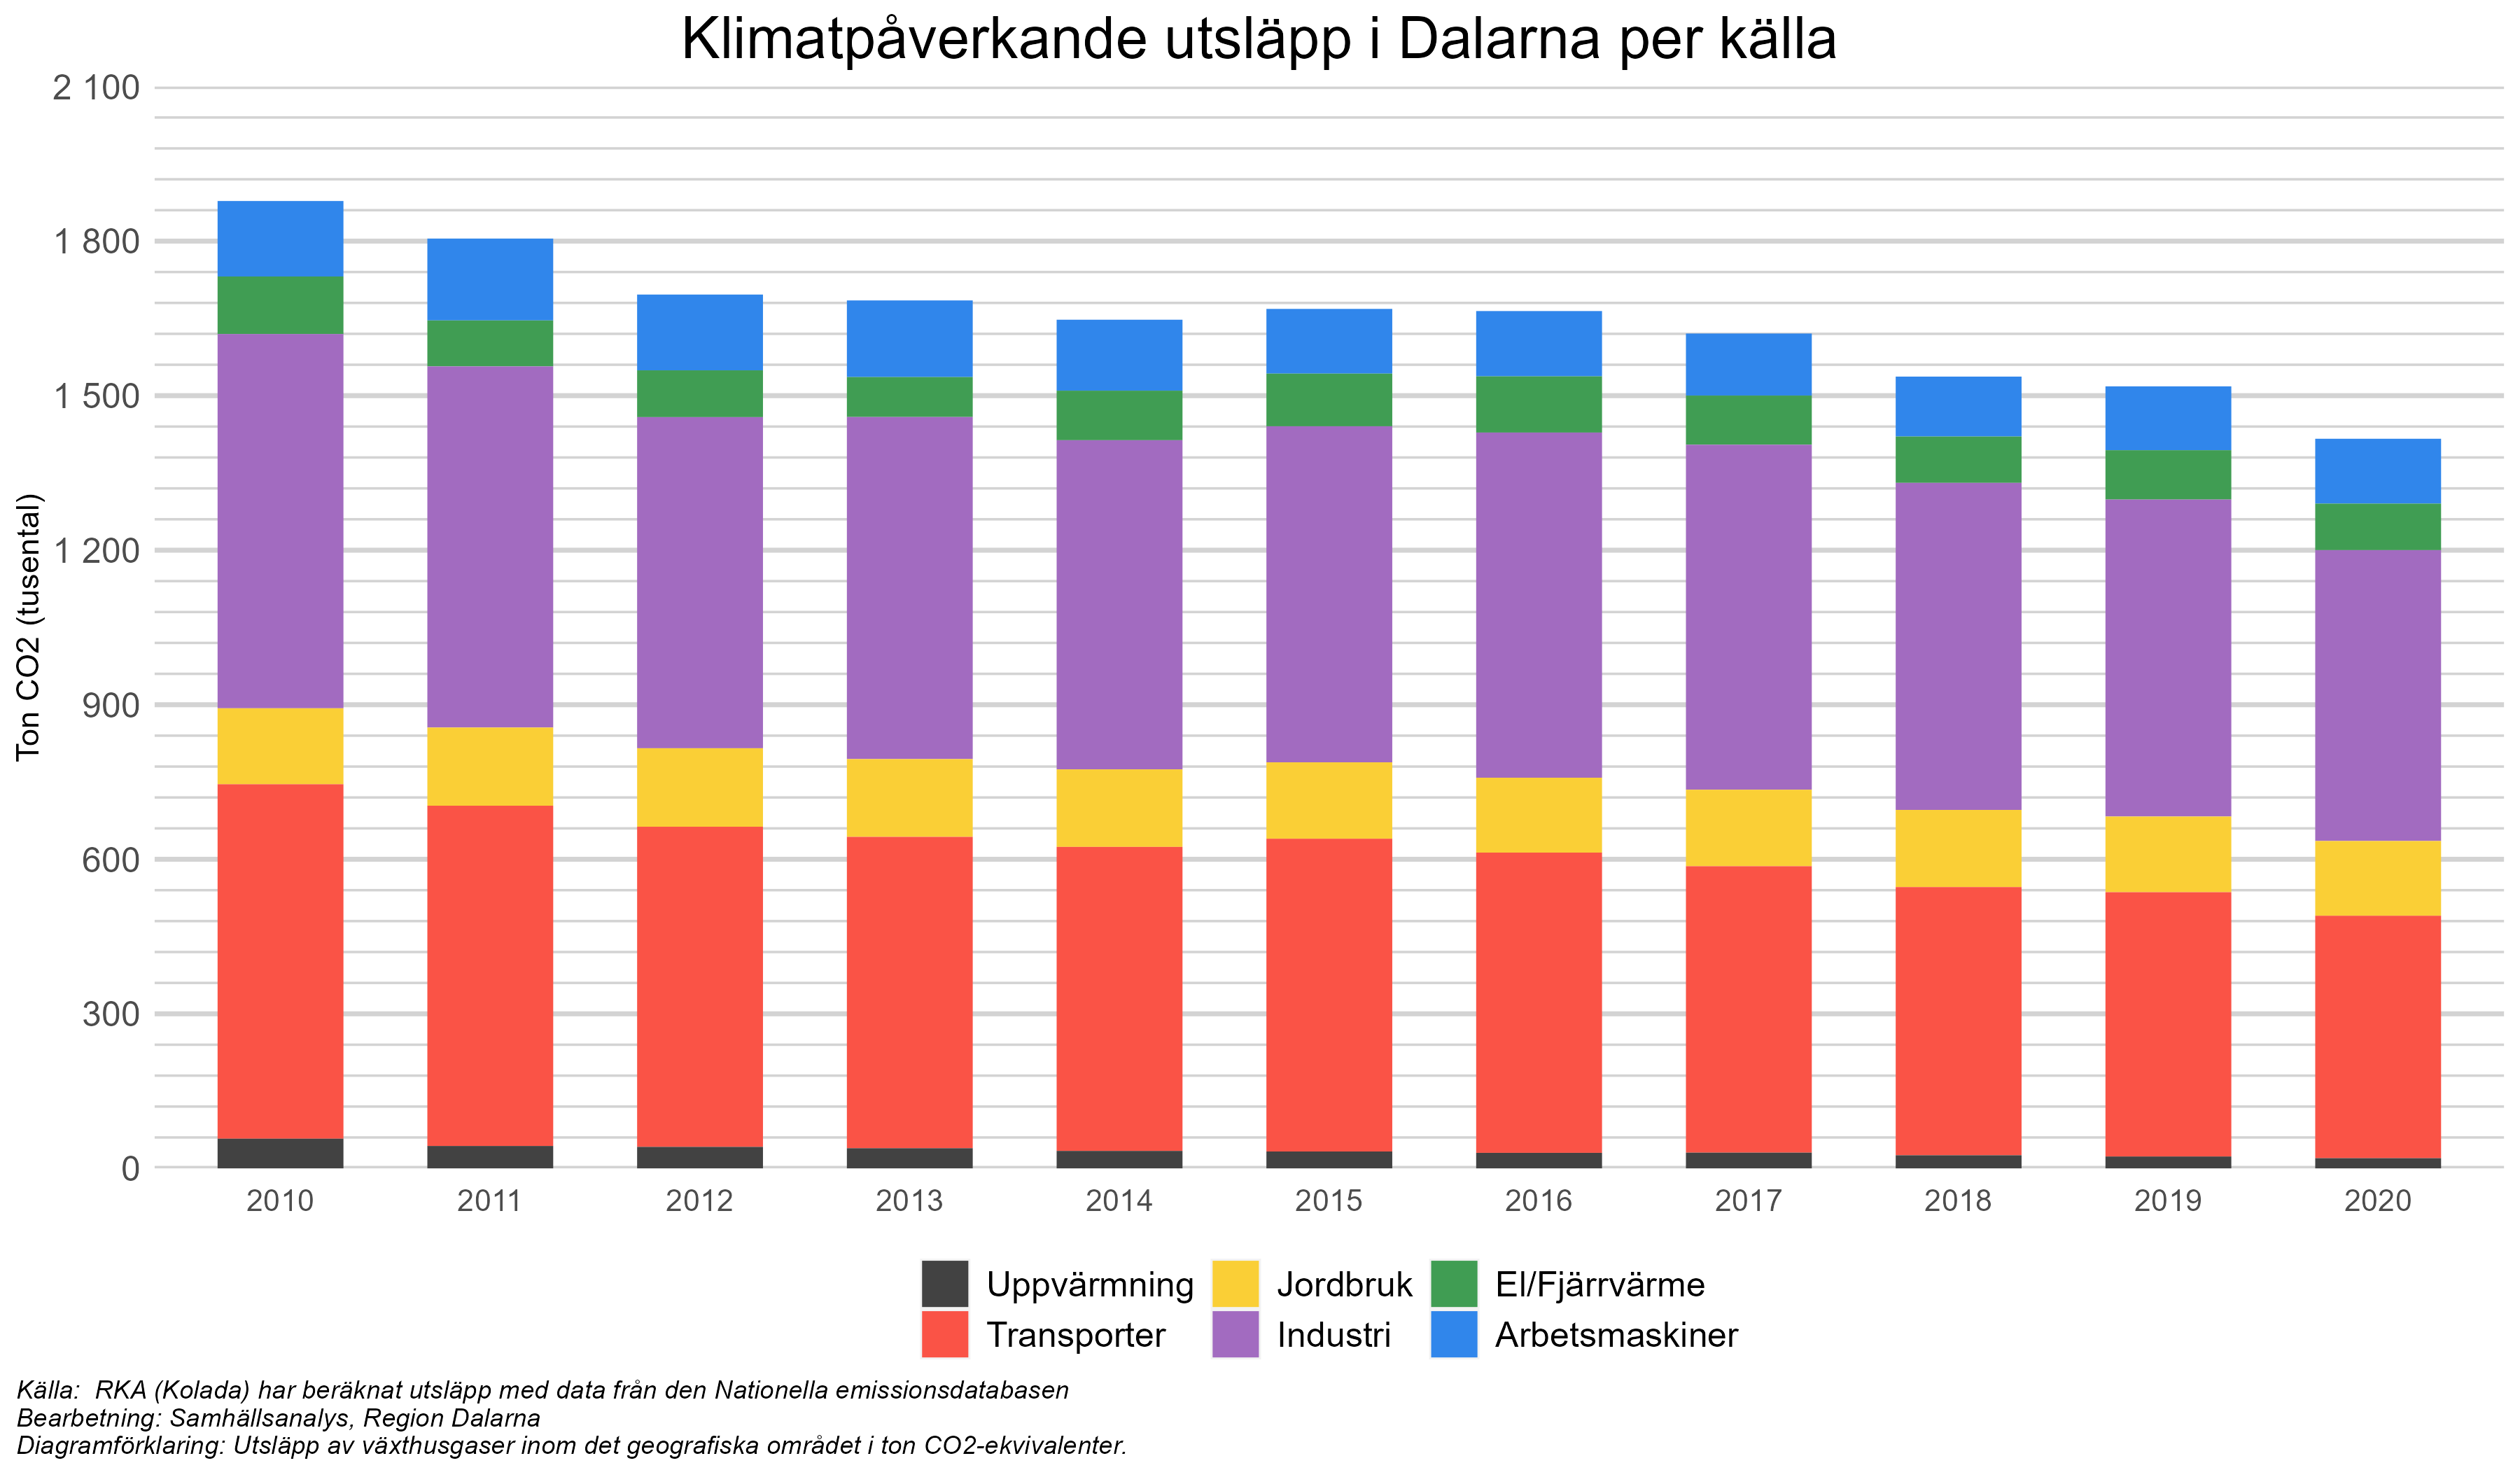 Klimatpåverkande utsläpp i Dalarna per källa
Ton CO2 (tusental)
2 100
1 800
1 500
1 200
900
600
300
0
2010 2011 2012 2013 2014 2015 2016 2017 2018 2019 2020
Uppvärmning Jordbruk El/Fjärrvärme
Transporter Industri Arbetsmaskiner
Källa: RKA (Kolada) har beräknat utsläpp med data från den Nationella emissionsdatabasen
Bearbetning: Samhällsanalys, Region Dalarna
Diagramförklaring: Utsläpp av växthusgaser inom det geografiska området i ton CO2-ekvivalenter.